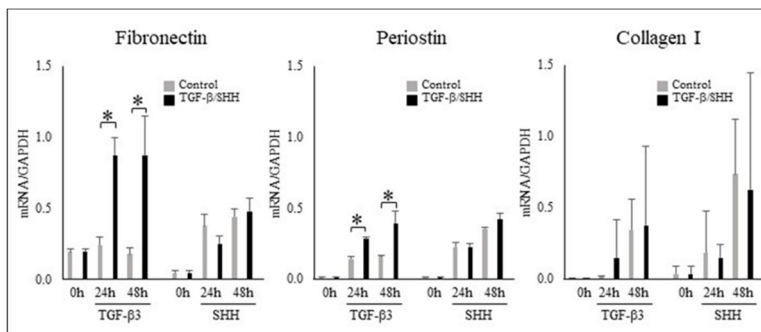 Fibronectin
mRNA/GAPDH
1.5
1.0
0.5
0.0
Control
TGF-β/SHH
*
*
0h 24h 48h 0h 24h 48h
TGF-β3 SHH
Periostin
mRNA/GAPDH
1.5
1.0
0.5
0.0
Control
TGF-β/SHH
*
*
0h 24h 48h 0h 24h 48h
TGF-β3 SHH
Collagen I
mRNA/GAPDH
1.5
1.0
0.5
0.0
Control
TGF-β/SHH
0h 24h 48h 0h 24h 48h
TGF-β3 SHH